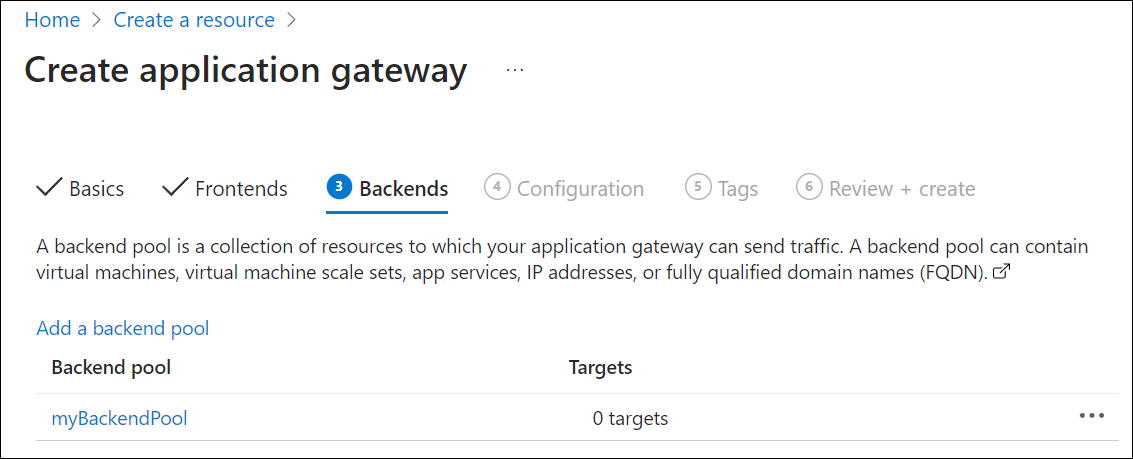 Home > Create a resource >
Create application gateway ...
Basics Frontends 3 Backends 4 Configuration 5 Tags 6 Review + create
A backend pool is a collection of resources to which your application gateway can send traffic. A backend pool can contain
virtual machines, virtual machine scale sets, app services, IP addresses, or fully qualified domain names (FQDN).
Add a backend pool
Backend pool Targets
myBackendPool 0 targets ...